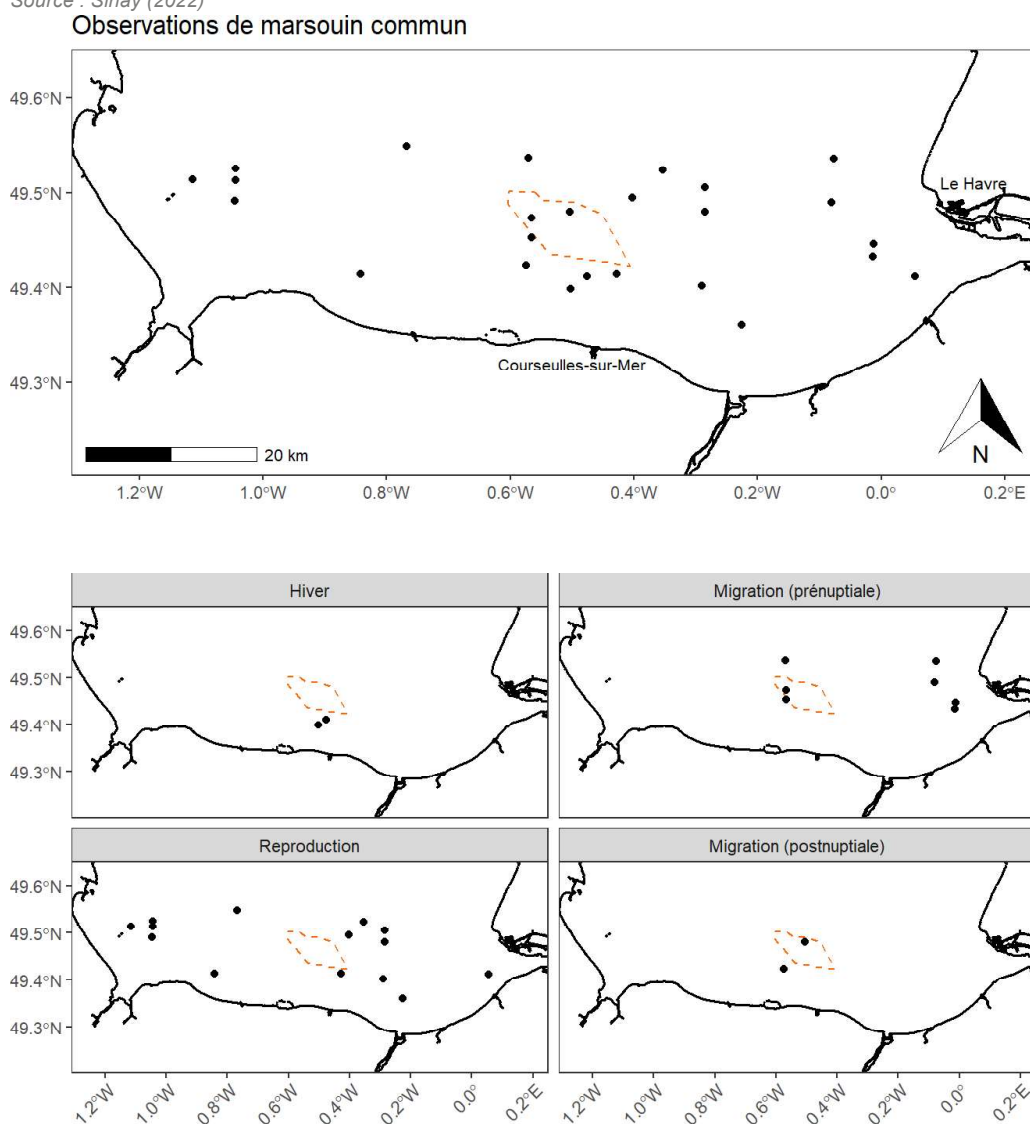 Source : Sinay (2022)
Observations de marsouin commun
49.6°N
49.5°N
49.4°N
49.3°N
Le Havre
Courseulles-sur-Mer
20 km
N
1.2°W 1.0°W 0.8°W 0.6°W 0.4°W 0.2°W 0.0° 0.2°E
Hiver
Migration (prénuptiale)
49.6°N
49.5°N
49.4°N
49.3°N
Reproduction
Migration (postnuptiale)
49.6°N
49.5°N
49.4°N
49.3°N
1.2°W 1.0°W 0.8°W 0.6°W 0.4°W 0.2°W 0.0° 0.2°E
1.2°W 1.0°W 0.8°W 0.6°W 0.4°W 0.2°W 0.0° 0.2°E